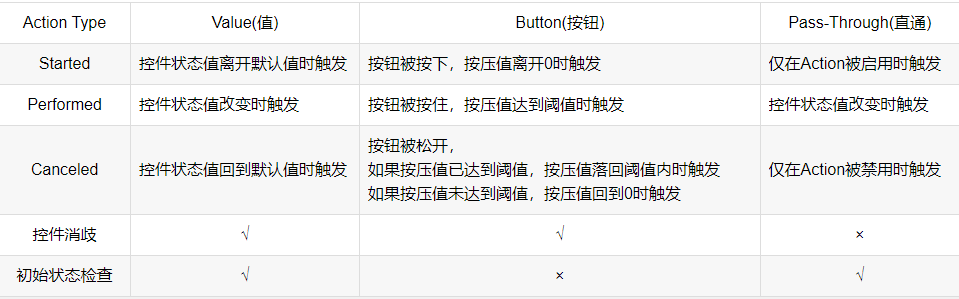 Action Type Value(值) Button(按钮) Pass-Through(直通)
Started 控件状态值离开默认值时触发 按钮被按下，按压值离开0时触发 仅在Action被启用时触发
Performed 控件状态值改变时触发 按钮被按住，按压值达到阈值时触发 控件状态值改变时触发
Canceled 控件状态值回到默认值时触发 按钮被松开，
如果按压值已达到阈值，按压值落回阈值内时触发
如果按压值未达到阈值，按压值回到0时触发
仅在Action被禁用时触发
控件消歧 √ √ ×
初始状态检查 √ × √